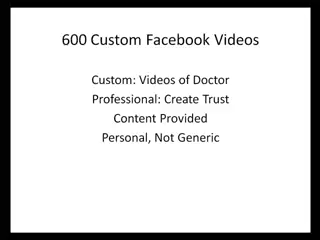 600 Custom Facebook Videos
Custom: Videos of Doctor
Professional: Create Trust
Content Provided
Personal, Not Generic